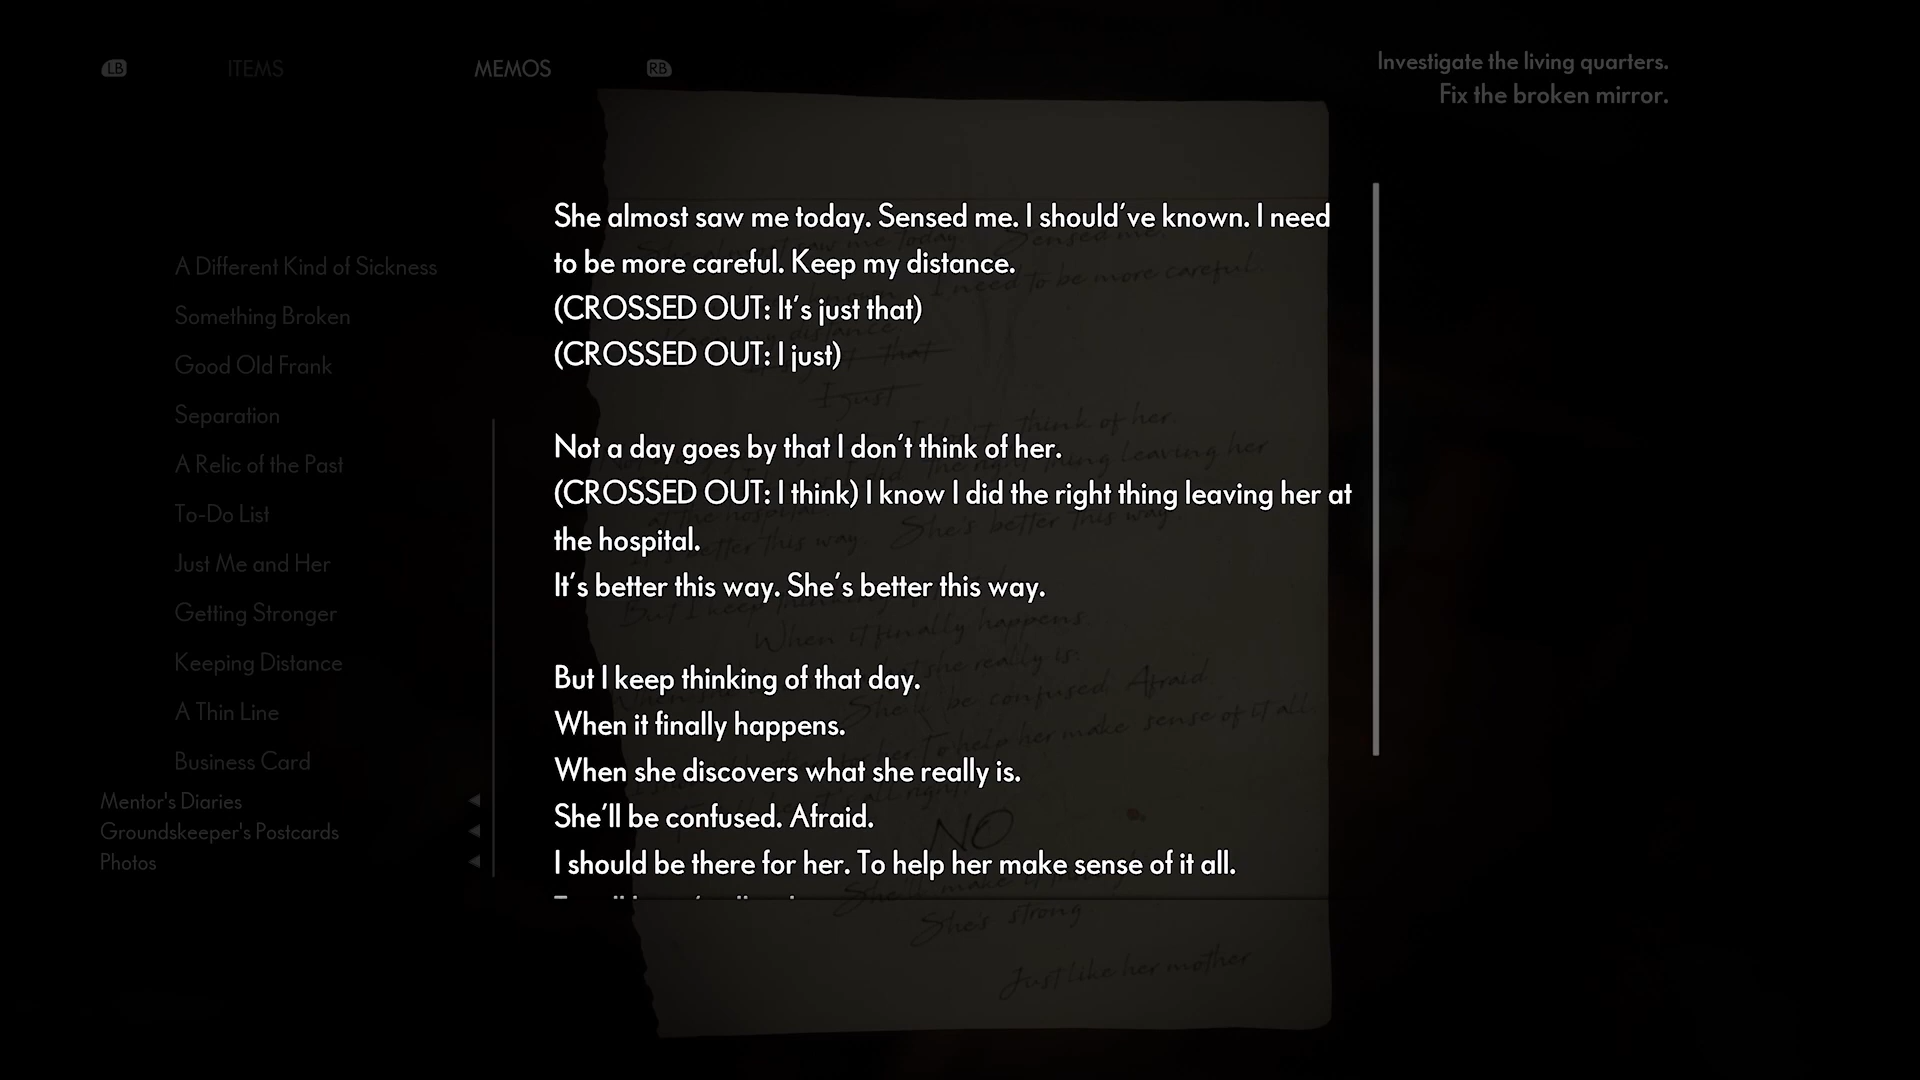 LB ITEMS MEMOS RB
Investigate the living quarters.
Fix the broken mirror.
A Different Kind of Sickness
Something Broken
Good Old Frank
Separation
A Relic of the Past
To-Do List
Just Me and Her
Getting Stronger
Keeping Distance
A Thin Line
Business Card
Mentor's Diaries
Groundskeeper's Postcards
Photos
She almost saw me today. Sensed me. I should've known. I need
to be more careful. Keep my distance.
(CROSSED OUT: It's just that)
(CROSSED OUT: I just)
Not a day goes by that I don't think of her.
(CROSSED OUT: I think) I know I did the right thing leaving her at
the hospital.
It's better this way. She's better this way.
But I keep thinking of that day.
When it finally happens.
When she discovers what she really is.
She'll be confused. Afraid.
I should be there for her. To help her make sense of it all.
NO
She's strong
Just like her mother